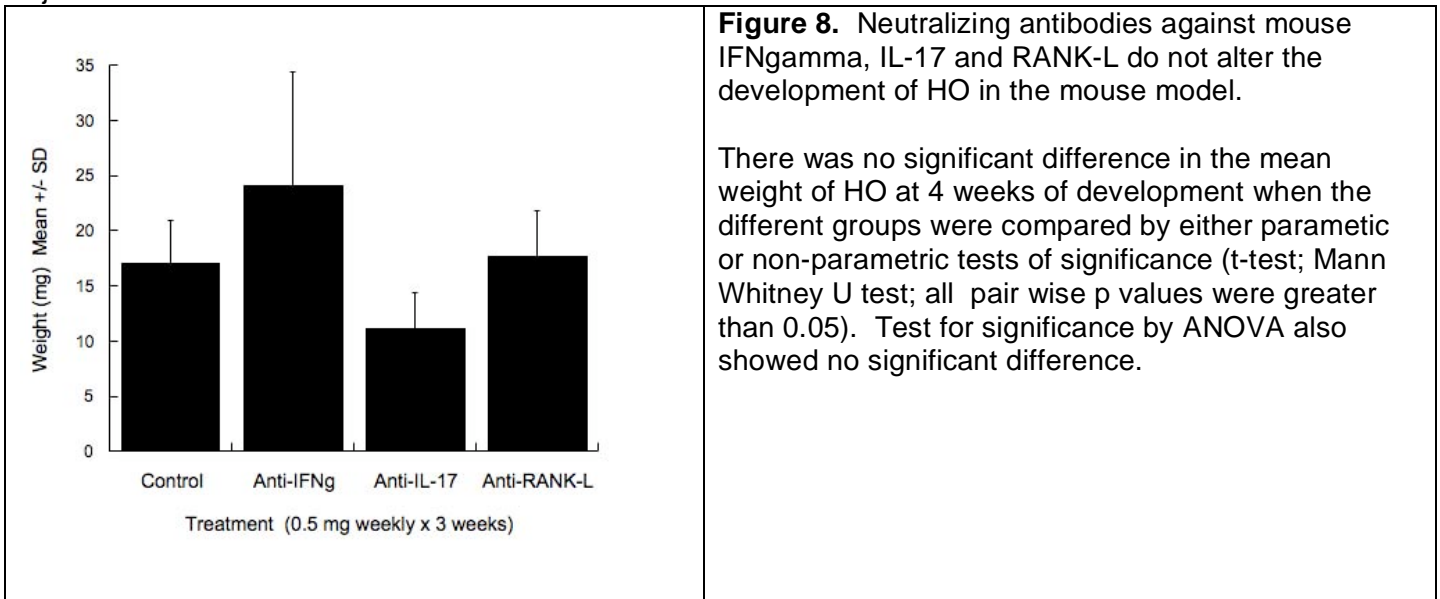 35
30
25
20
15
10
5
0
Weight (mg) Mean +/- SD
Control Anti-IFNg Anti-IL-17 Anti-RANK-L
Treatment (0.5 mg weekly x 3 weeks)
Figure 8. Neutralizing antibodies against mouse
IFNgamma, IL-17 and RANK-L do not alter the
development of HO in the mouse model.
There was no significant difference in the mean
weight of HO at 4 weeks of development when the
different groups were compared by either parametic
or non-parametric tests of significance (t-test; Mann
Whitney U test; all pair wise p values were greater
than 0.05). Test for significance by ANOVA also
showed no significant difference.